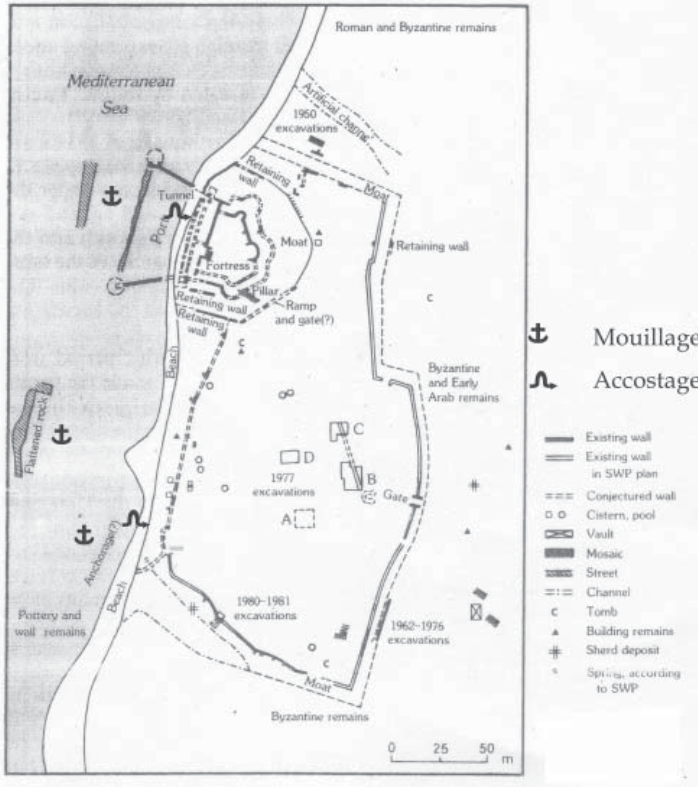 Roman and Byzantine remains
Mediterranean
Sea
Artificial channe
1950
excavations
Retaining
wall
Moat
Tunnel
Port
Moat
Retaining wall
Fortress
Pillar
Ramp
and gate(?)
Retaining wall
Retaining
wall
C
Beach
C
Mouillage
Byzantine
and Early
Arab remains
Accostage
Flattened rock
C
D
Existing wall
Existing wall
in SWP plan
1977
excavations
B
Gate
Conjectured wall
A
Cistern, pool
Vault
Mosaic
Anchorage(?)
Street
Channel
Beach
1980–1981
excavations
C Tomb
Pottery and
wall remains
1962–1976
excavations
Building remains
Sherd deposit
C
Spring, according
to SWP
Moat
Byzantine remains
0 25 50
m